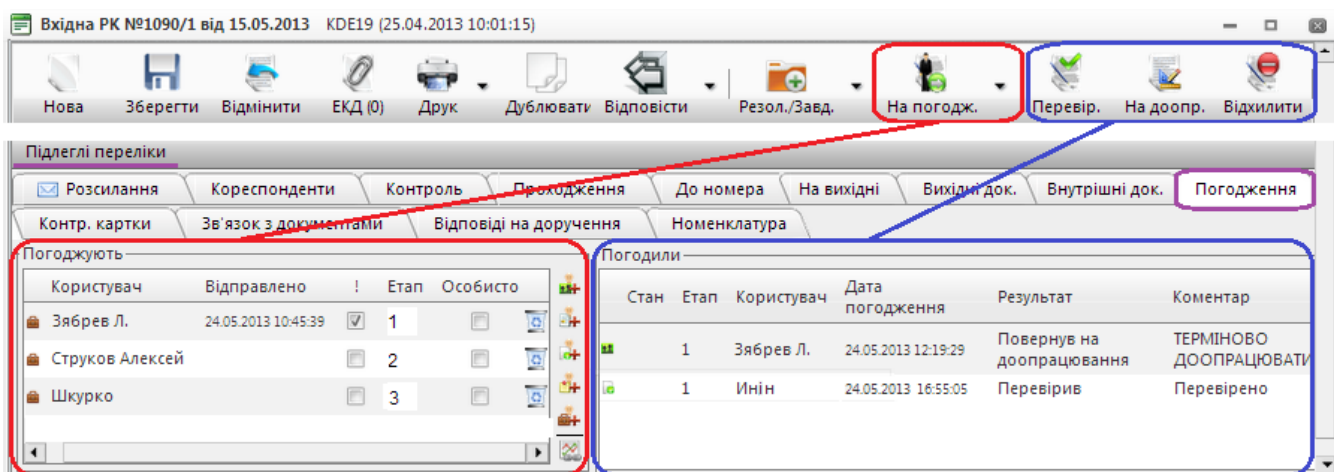 Вхідна РК №1090/1 від 15.05.2013 KDE19 (25.04.2013 10:01:15)
Нова Зберегти Відмінити ЕКД (0) Друк Дублювати Відповісти Резол./Завд. На погодж. Перевір. На доопр. Відхилити
Підлеглі переліки
Розсилання Кореспонденти Контроль Проходження До номера На вихідні Вихідні док. Внутрішні док. Погодження
Контр. картки Зв'язок з документами Відповіді на доручення Номенклатура
Погоджують
Користувач Відправлено ! Етап Особисто
Зябрев Л. 24.05.2013 10:45:39 1
Струков Алексей 2
Шкурко 3
Погодили
Стан Етап Користувач Дата погодження Результат Коментар
1 Зябрев Л. 24.05.2013 12:19:29 Повернув на доопрацювання ТЕРМІНОВО ДООПРАЦЮВАТИ
1 Инін 24.05.2013 16:55:05 Перевірив Перевірено